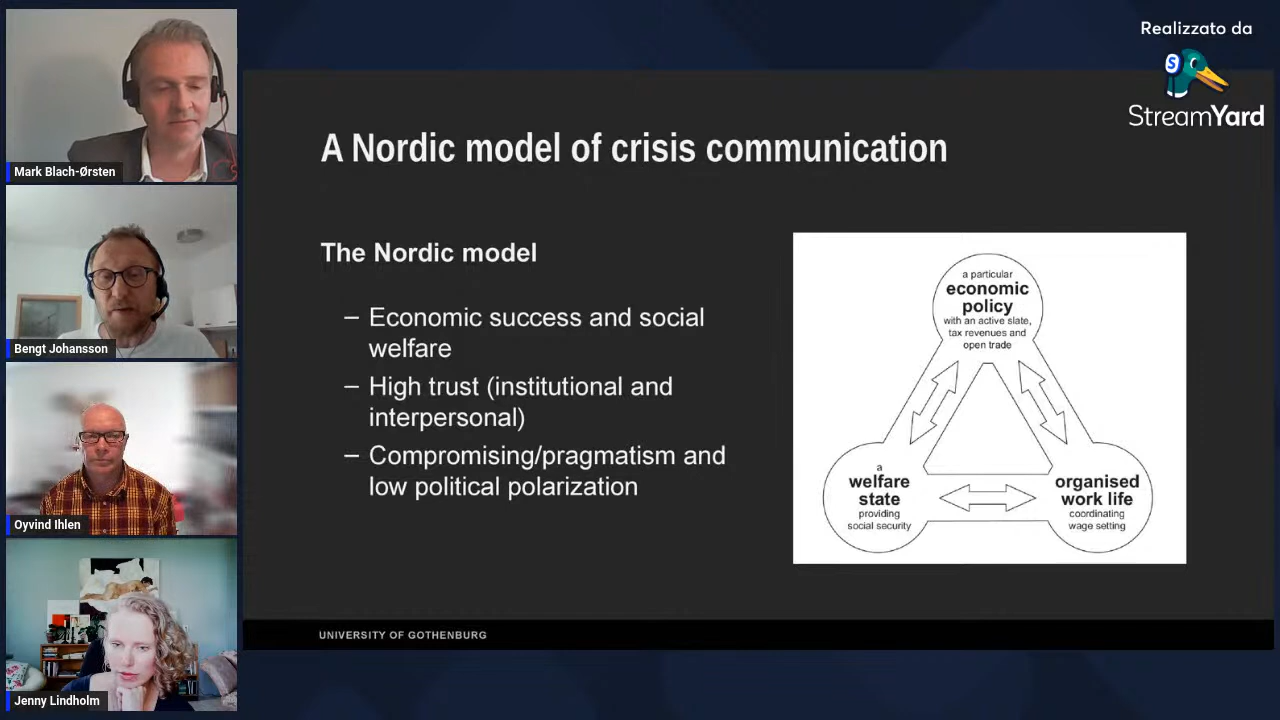 Realizzato da
StreamYard
Mark Blach-Ørsten
Bengt Johansson
Oyvind Ihlen
Jenny Lindholm
A Nordic model of crisis communication
The Nordic model
– Economic success and social
welfare
– High trust (institutional and
interpersonal)
– Compromising/pragmatism and
low political polarization
a particular
economic
policy
with an active state,
tax revenues and
open trade
a
welfare
state
providing
social security
organised
work life
coordinating
wage setting
UNIVERSITY OF GOTHENBURG